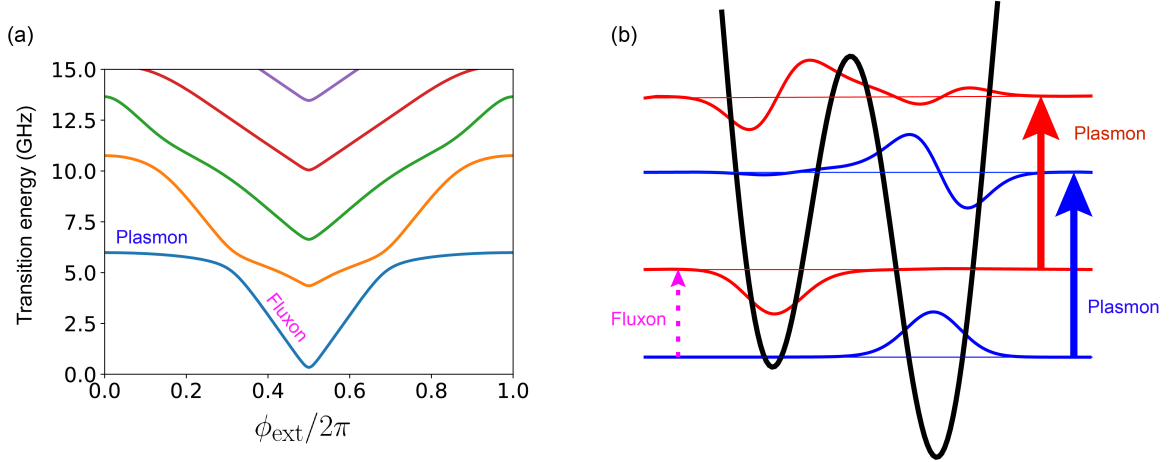 (a)
Transition energy (GHz)
15.0
12.5
10.0
7.5
5.0
2.5
0.0
Plasmon
Fluxon
0.0 0.2 0.4 0.6 0.8 1.0
ϕext/2π
(b)
Plasmon
Plasmon
Fluxon